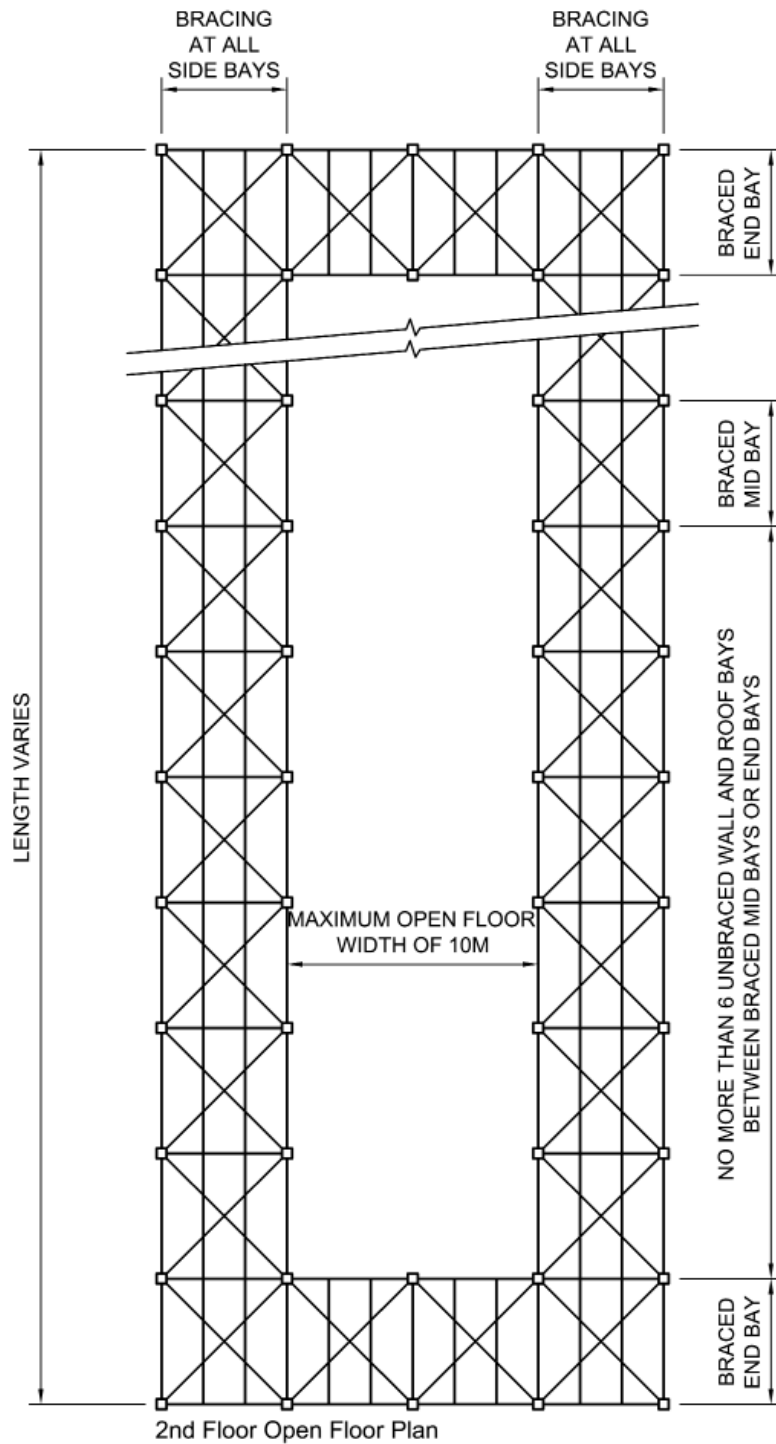 BRACING
AT ALL
SIDE BAYS
BRACING
AT ALL
SIDE BAYS
BRACED
END BAY
BRACED
MID BAY
LENGTH VARIES
NO MORE THAN 6 UNBRACED WALL AND ROOF BAYS
BETWEEN BRACED MID BAYS OR END BAYS
MAXIMUM OPEN FLOOR
WIDTH OF 10M
BRACED
END BAY
2nd Floor Open Floor Plan